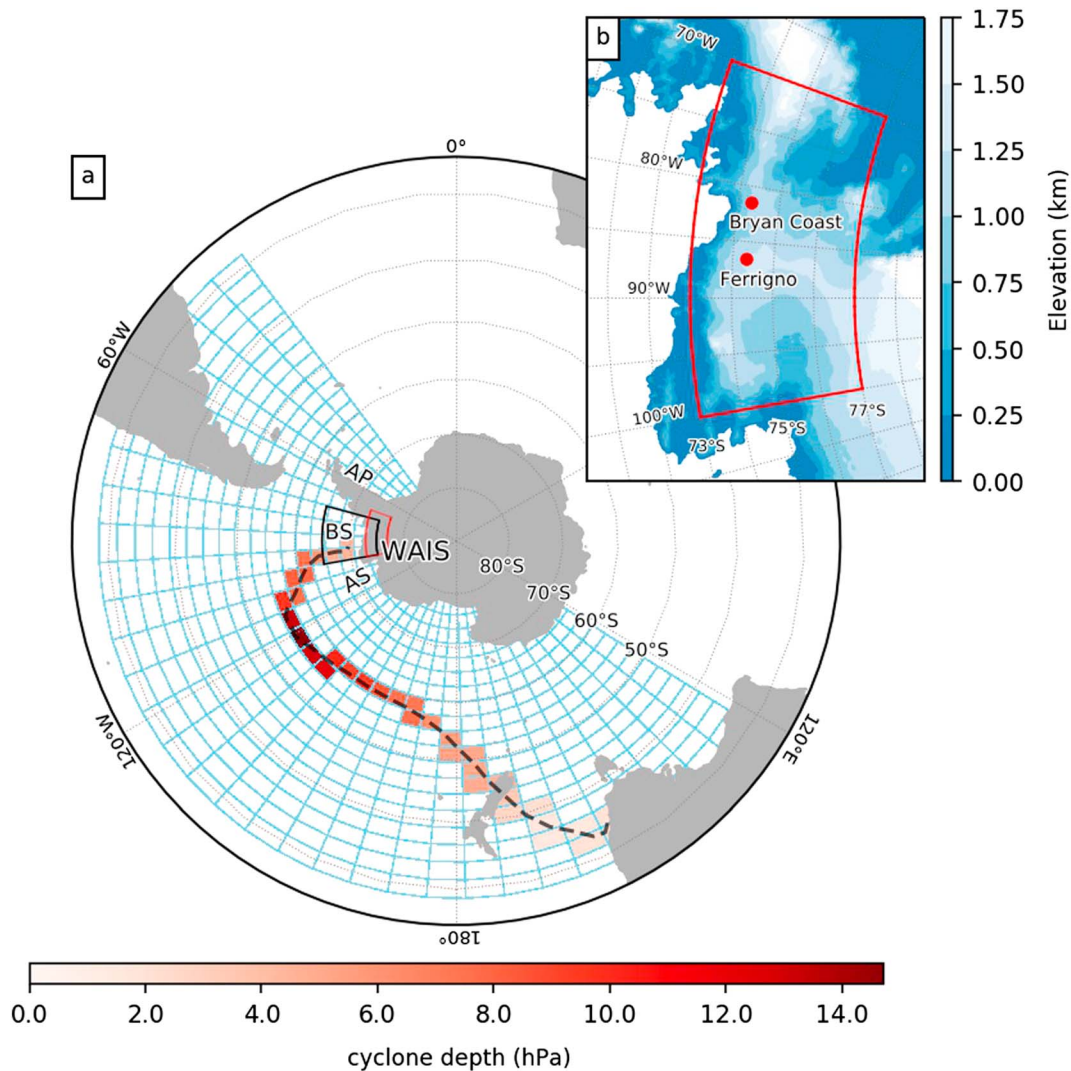 a
0°
60°W
120°W
180°
120°E
AP
BS
AS
WAIS
80°S
70°S
60°S
50°S
b
70°W
80°W
90°W
100°W
73°S
75°S
77°S
Bryan Coast
Ferrigno
1.75
1.50
1.25
1.00
0.75
0.50
0.25
0.00
Elevation (km)
0.0 2.0 4.0 6.0 8.0 10.0 12.0 14.0
cyclone depth (hPa)